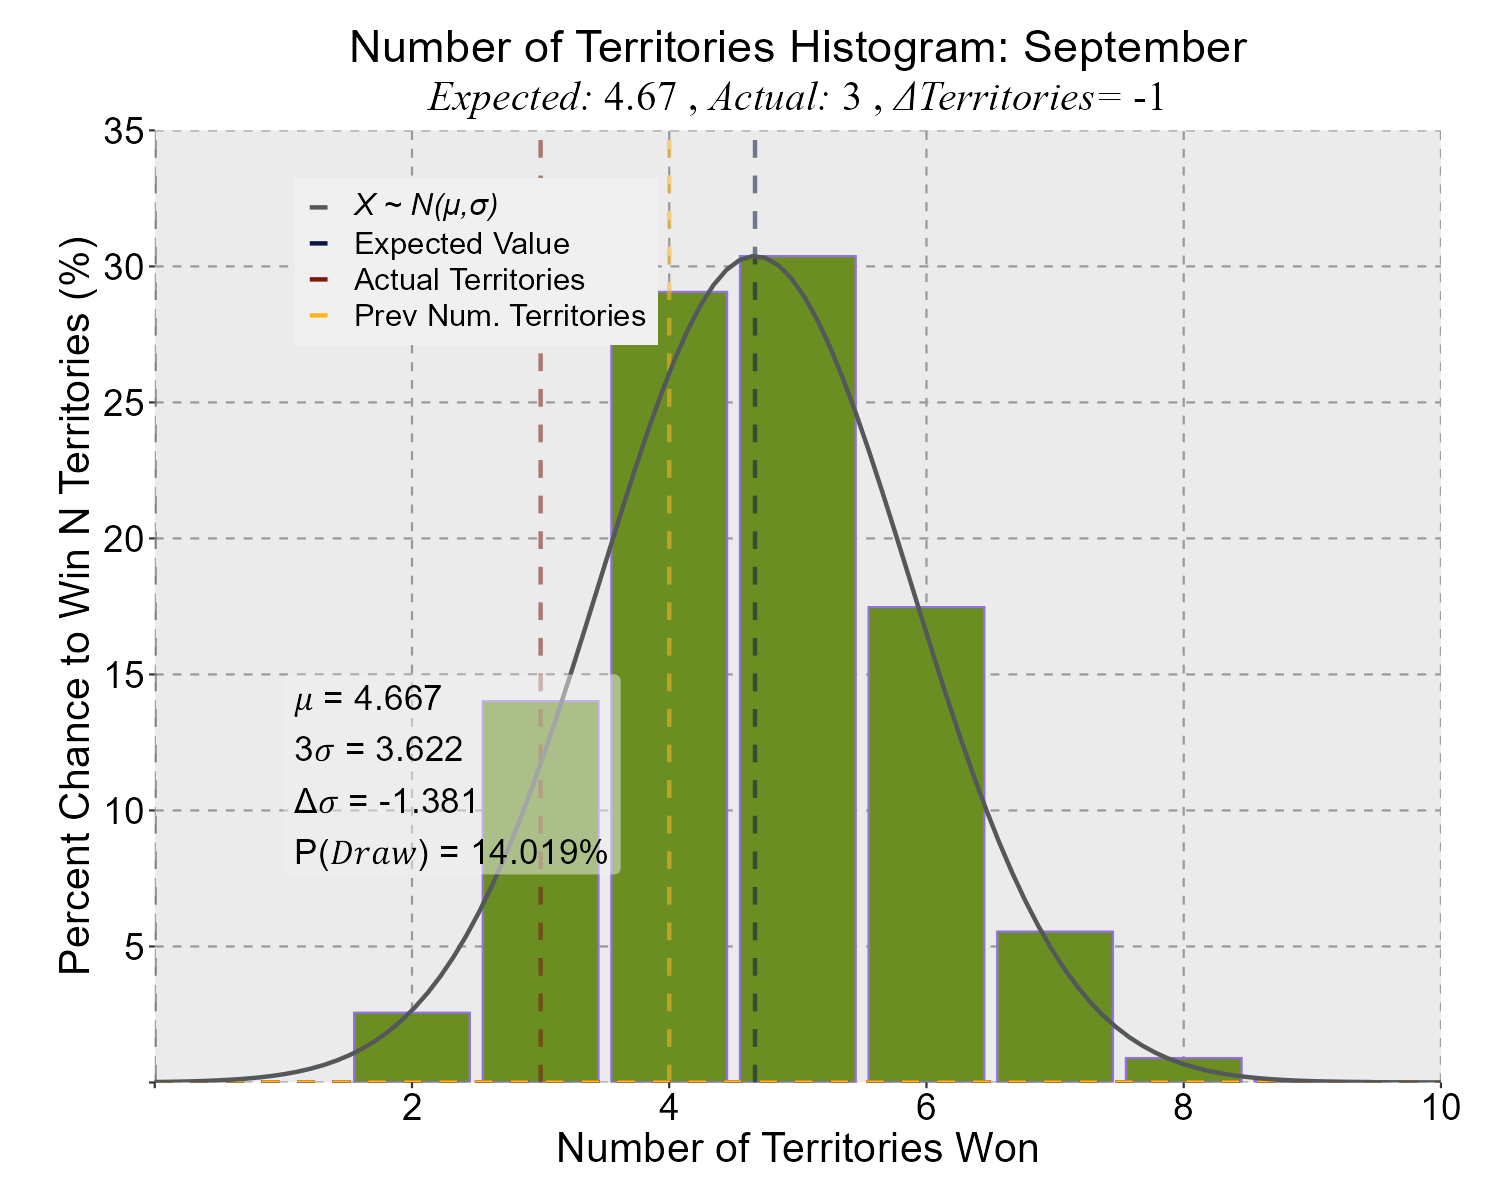 Number of Territories Histogram: September
Expected: 4.67 , Actual: 3 , ΔTerritories= -1
35
30
25
20
15
10
5
Percent Chance to Win N Territories (%)
X ~ N(μ,σ)
Expected Value
Actual Territories
Prev Num. Territories
μ = 4.667
3σ = 3.622
Δσ = -1.381
P(Draw) = 14.019%
2 4 6 8 10
Number of Territories Won